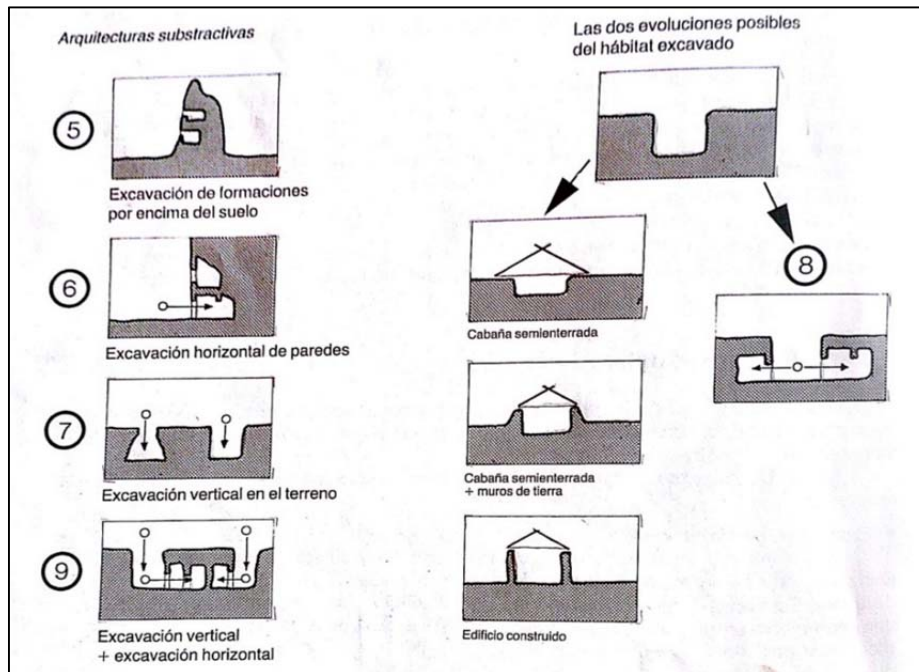 Arquitecturas substractivas
5
Excavación de formaciones
por encima del suelo
6
Excavación horizontal de paredes
7
Excavación vertical en el terreno
9
Excavación vertical
+ excavación horizontal
Las dos evoluciones posibles
del hábitat excavado
Cabaña semienterrada
Cabaña semienterrada
+ muros de tierra
Edificio construido
8